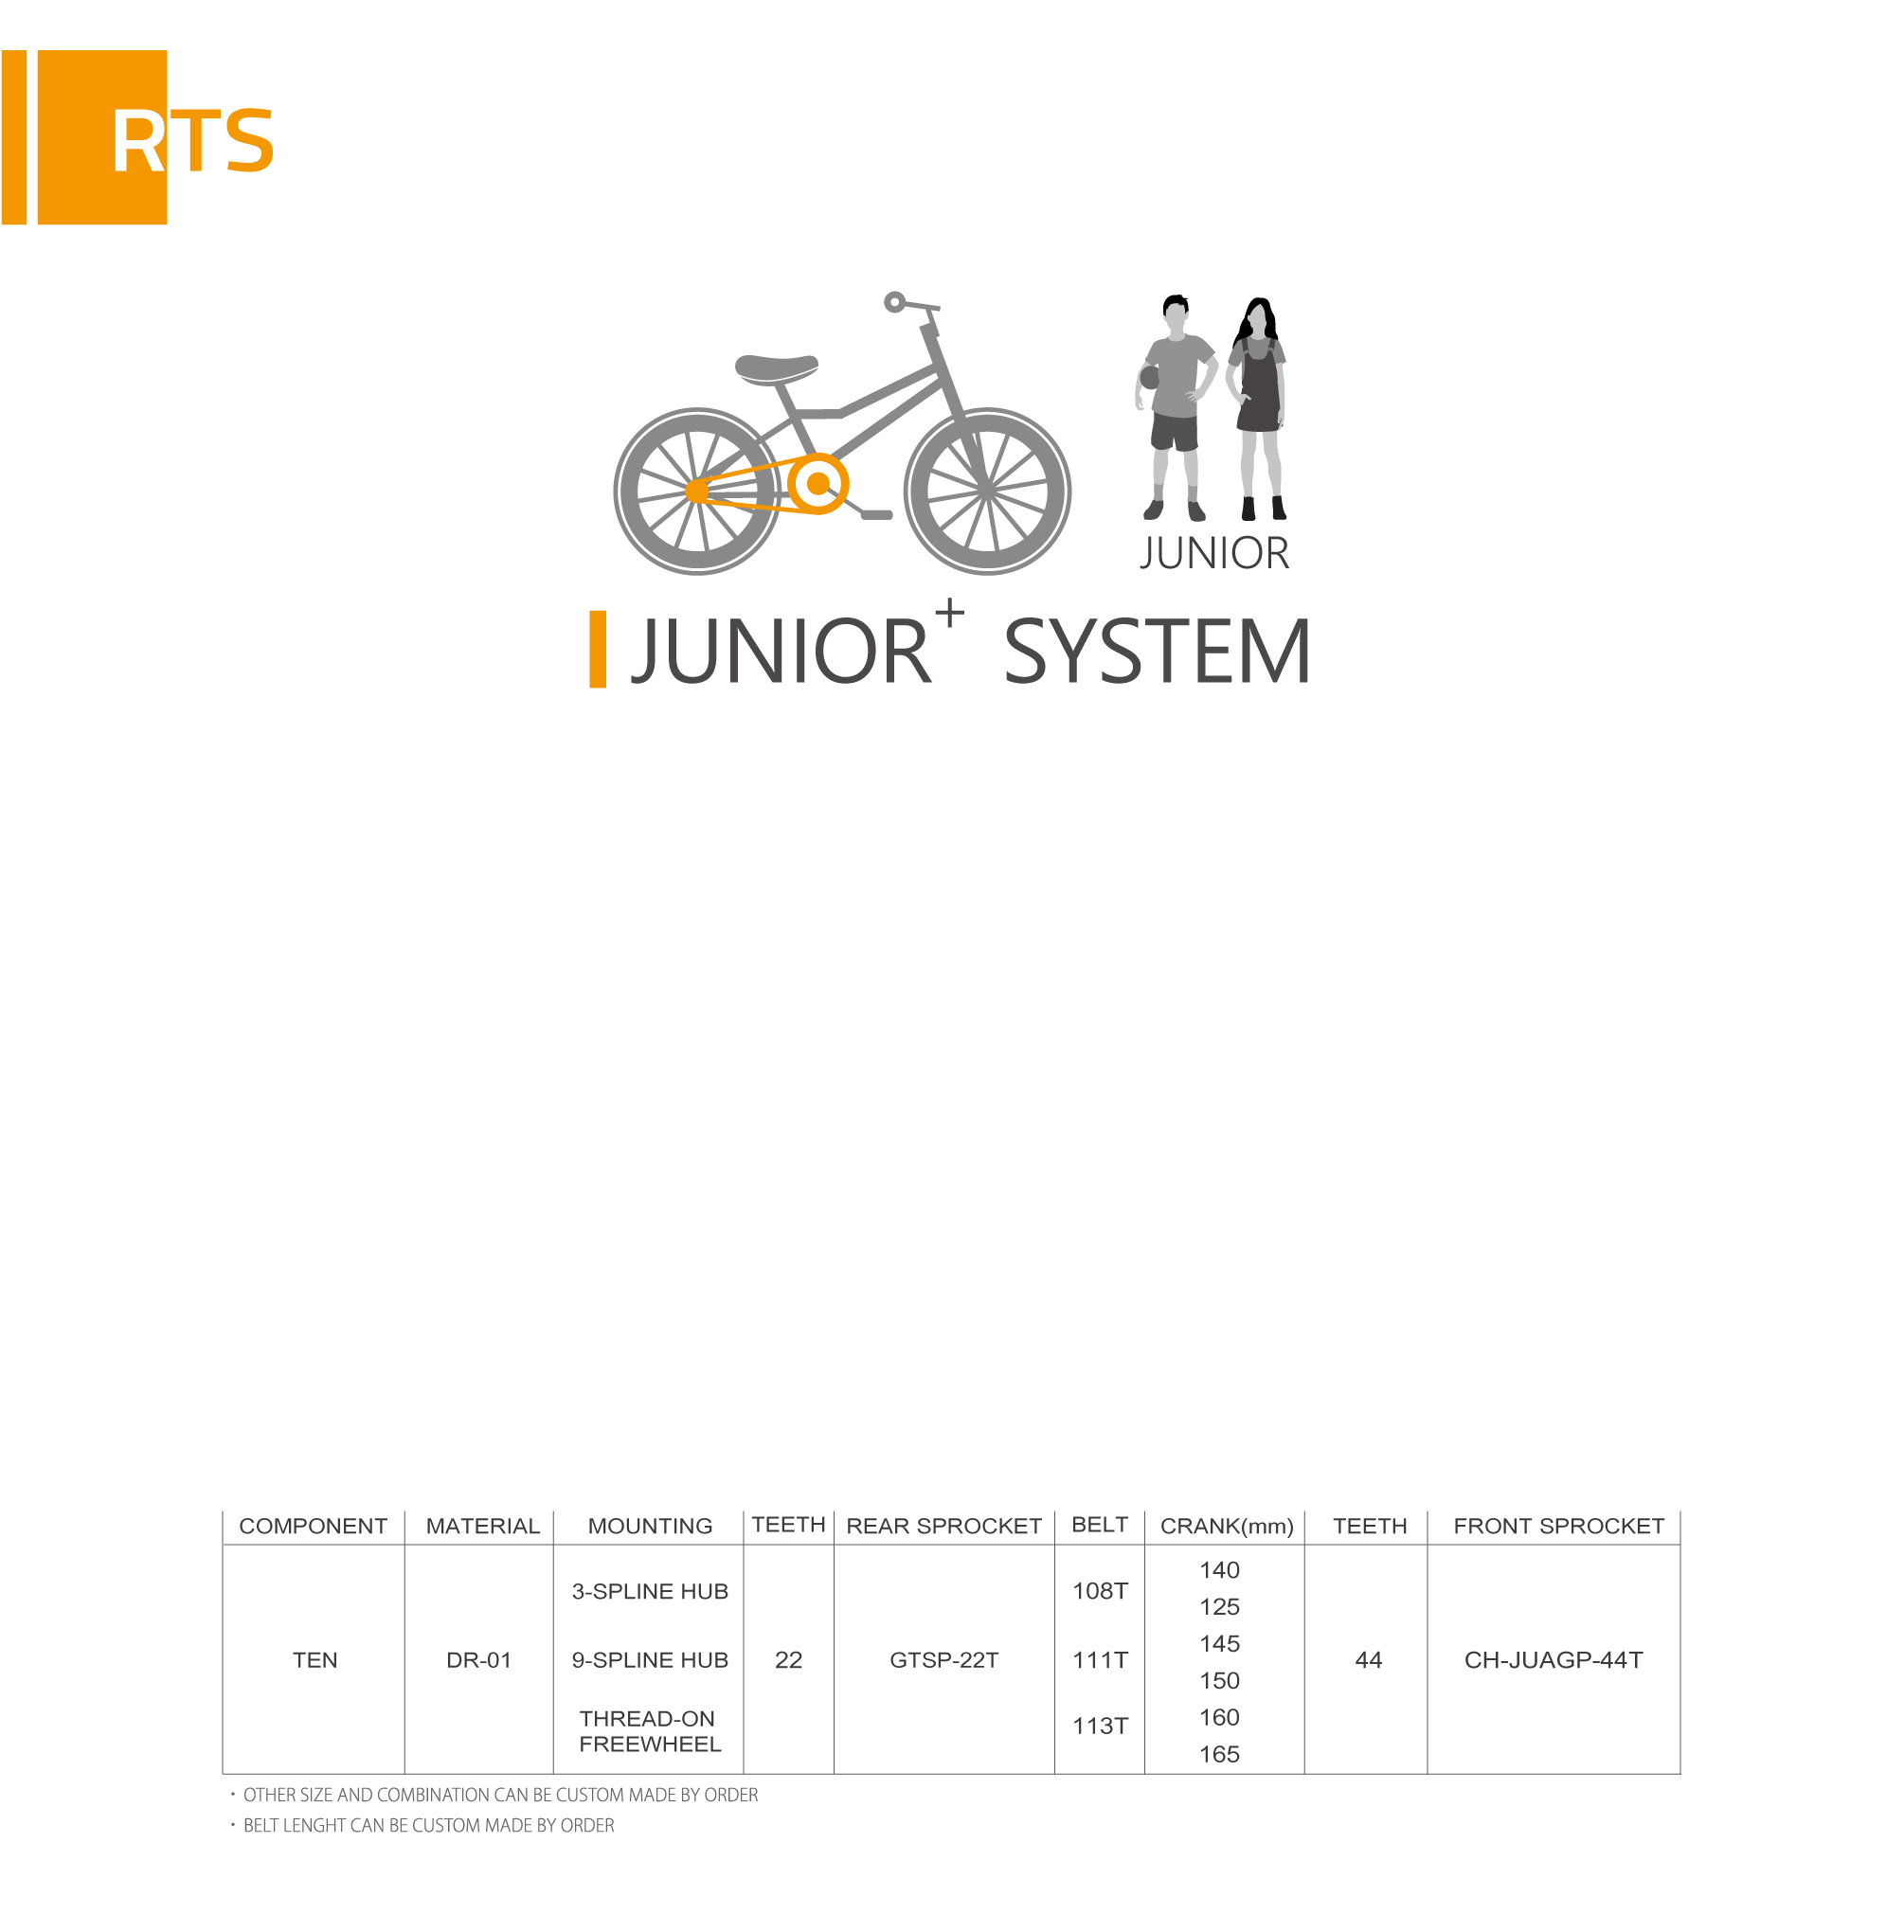 RTS
JUNIOR
JUNIOR+ SYSTEM
COMPONENT MATERIAL MOUNTING TEETH REAR SPROCKET BELT CRANK(mm) TEETH FRONT SPROCKET
140
3-SPLINE HUB 108T
125
145
TEN DR-01 9-SPLINE HUB 22 GTSP-22T 111T 44 CH-JUAGP-44T
150
THREAD-ON 160
113T
FREEWHEEL 165
· OTHER SIZE AND COMBINATION CAN BE CUSTOM MADE BY ORDER
· BELT LENGHT CAN BE CUSTOM MADE BY ORDER